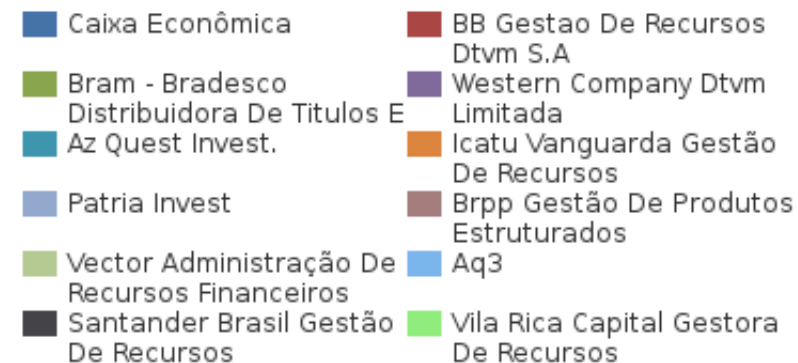 Caixa Econômica
BB Gestao De Recursos
Dtvm S.A
Bram - Bradesco
Distribuidora De Titulos E
Western Company Dtvm
Limitada
Az Quest Invest.
Icatu Vanguarda Gestão
De Recursos
Patria Invest
Brpp Gestão De Produtos
Estruturados
Vector Administração De
Recursos Financeiros
Aq3
Santander Brasil Gestão
De Recursos
Vila Rica Capital Gestora
De Recursos